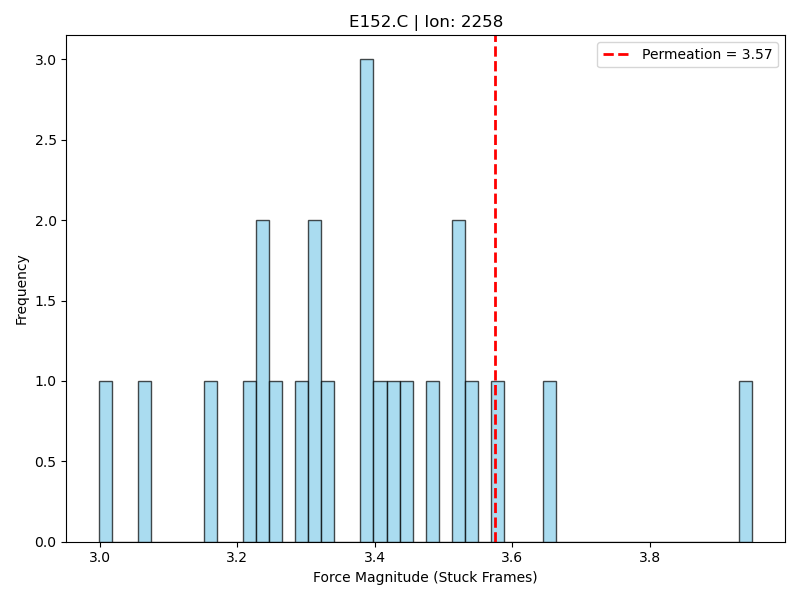 E152.C | Ion: 2258
Permeation = 3.57
3.0
2.5
2.0
1.5
1.0
0.5
0.0
Frequency
3.0 3.2 3.4 3.6 3.8
Force Magnitude (Stuck Frames)